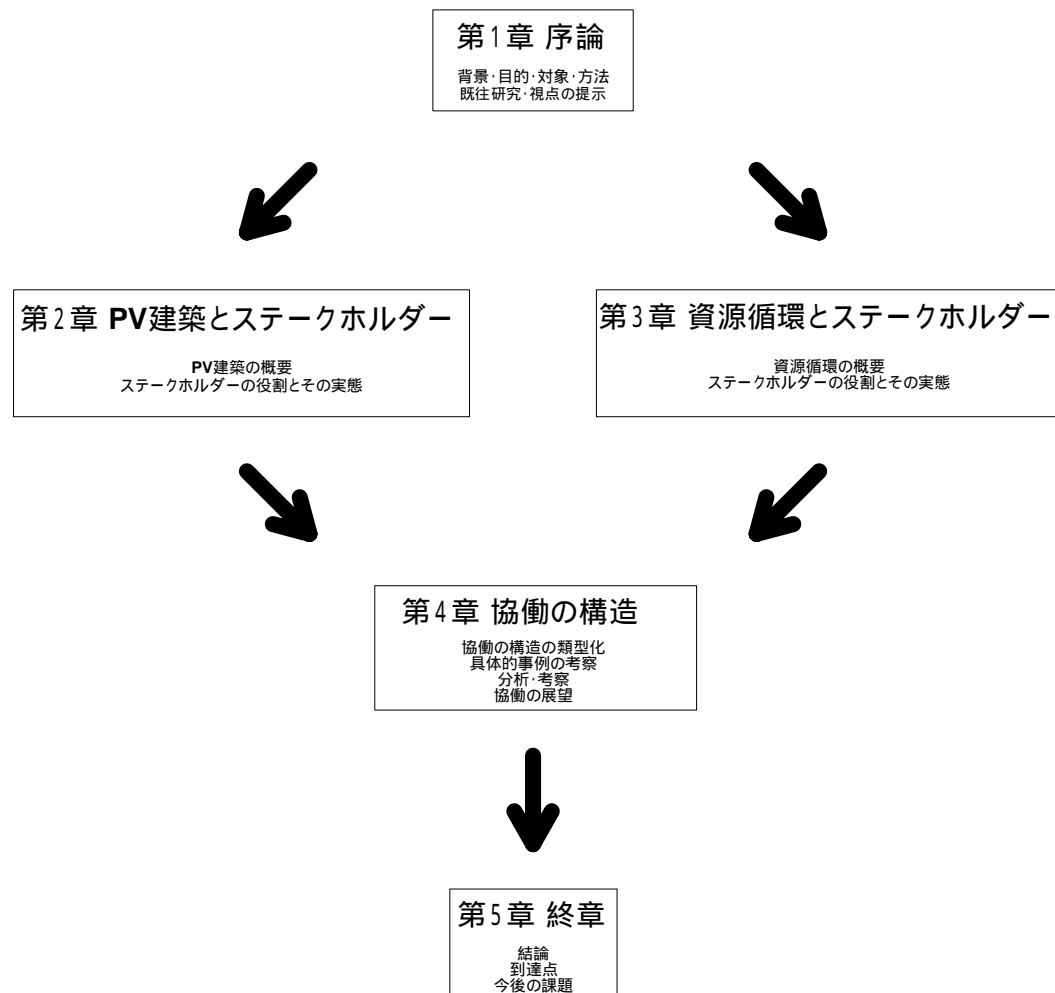 第1章 序論
背景･目的･対象･方法
既往研究･視点の提示
第2章 PV建築とステークホルダー
PV建築の概要
ステークホルダーの役割とその実態
第3章 資源循環とステークホルダー
資源循環の概要
ステークホルダーの役割とその実態
第4章 協働の構造
協働の構造の類型化
具体的事例の考察
分析･考察
協働の展望
第5章 終章
結論
到達点
今後の課題